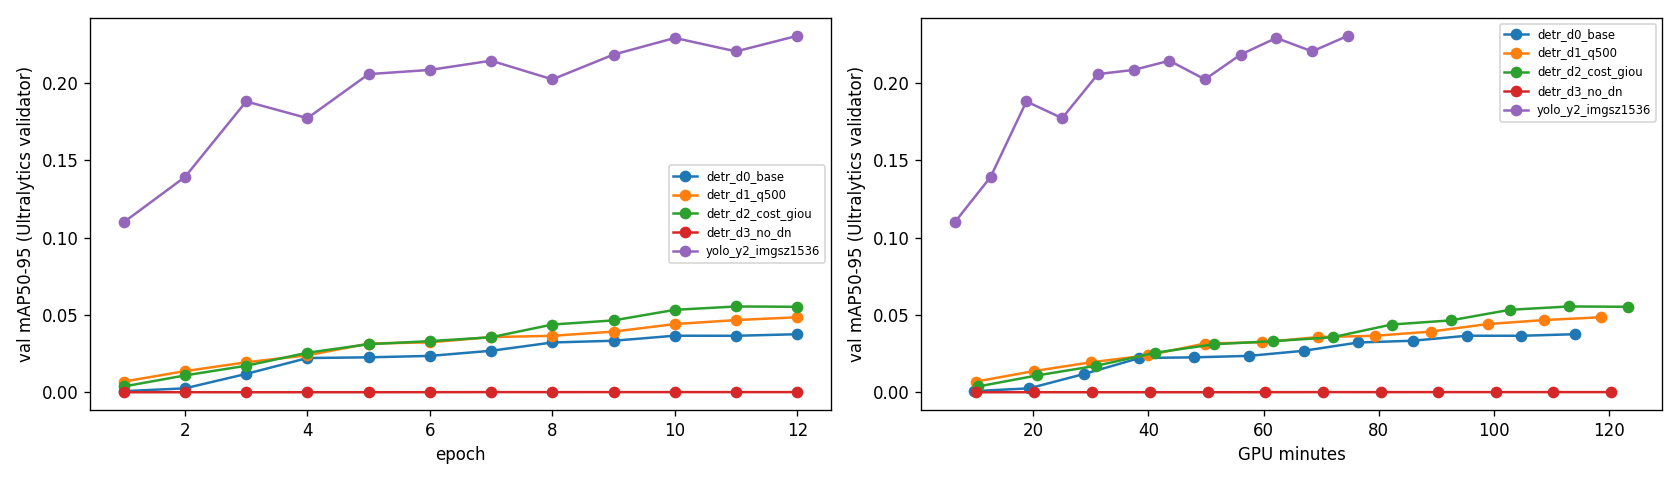 val mAP50-95 (Ultralytics validator)
0.20
0.15
0.10
0.05
0.00
2
4
6
8
10
12
epoch
detr_d0_base
detr_d1_q500
detr_d2_cost_giou
detr_d3_no_dn
yolo_y2_imgsz1536
val mAP50-95 (Ultralytics validator)
0.20
0.15
0.10
0.05
0.00
20
40
60
80
100
120
GPU minutes
detr_d0_base
detr_d1_q500
detr_d2_cost_giou
detr_d3_no_dn
yolo_y2_imgsz1536